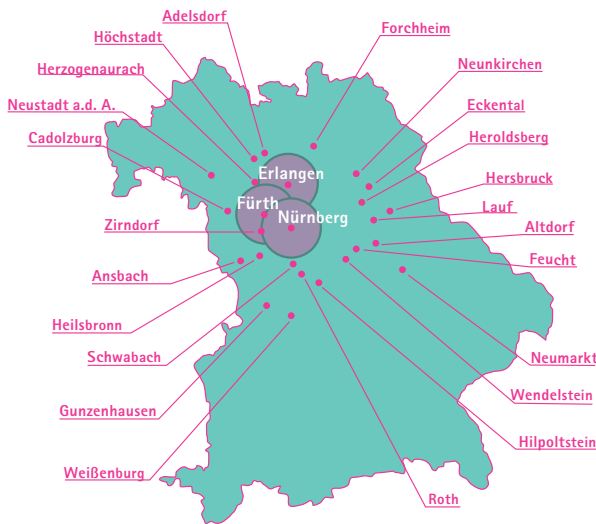 Adelsdorf
Forchheim
Höchstadt
Herzogenaurach
Neunkirchen
Neustadt a.d. A.
Eckental
Cadolzburg
Heroldsberg
Erlangen
Hersbruck
Fürth
Lauf
Nürnberg
Zirndorf
Altdorf
Feucht
Ansbach
Heilsbronn
Schwabach
Neumarkt
Wendelstein
Gunzenhausen
Hilpoltstein
Weißenburg
Roth